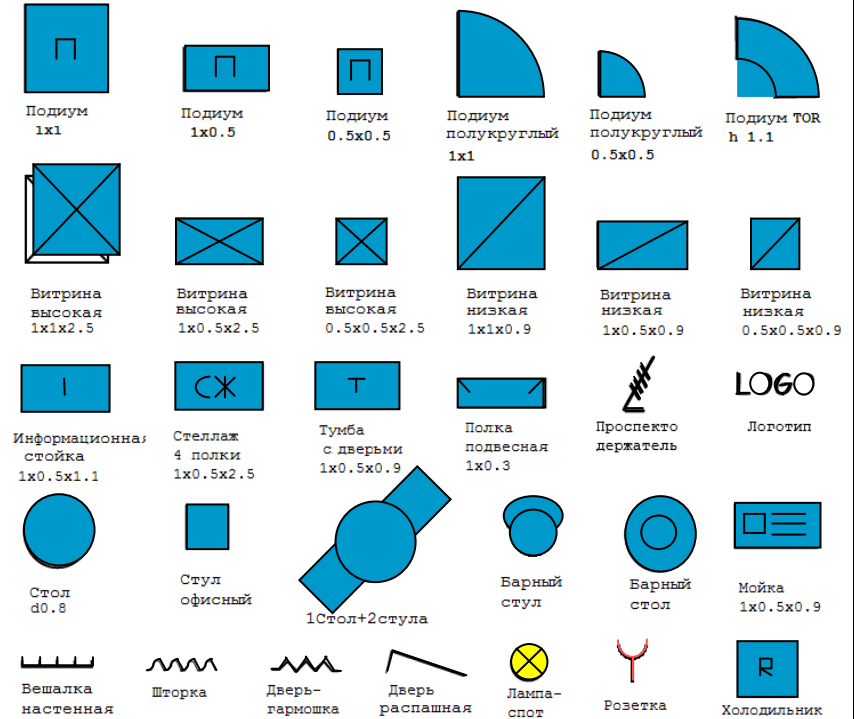 П
П
П
Подиум
1x1
Подиум
1x0.5
Подиум
0.5x0.5
Подиум
полукруглый
1x1
Подиум
полукруглый
0.5x0.5
Подиум TOR
h 1.1
Витрина
высокая
1x1x2.5
Витрина
высокая
1x0.5x2.5
Витрина
высокая
0.5x0.5x2.5
Витрина
низкая
1x1x0.9
Витрина
низкая
1x0.5x0.9
Витрина
низкая
0.5x0.5x0.9
I
СЖ
Т
LOGO
Информационная
стойка
1x0.5x1.1
Стеллаж
4 полки
1x0.5x2.5
Тумба
с дверьми
1x0.5x0.9
Полка
подвесная
1x0.3
Проспекто
держатель
Логотип
Стол
d0.8
Стул
офисный
1Стол+2стула
Барный
стул
Барный
стол
Мойка
1x0.5x0.9
R
Вешалка
настенная
Шторка
Дверь-
гармошка
Дверь
распашная
Лампа-
спот
Розетка
Холодильник